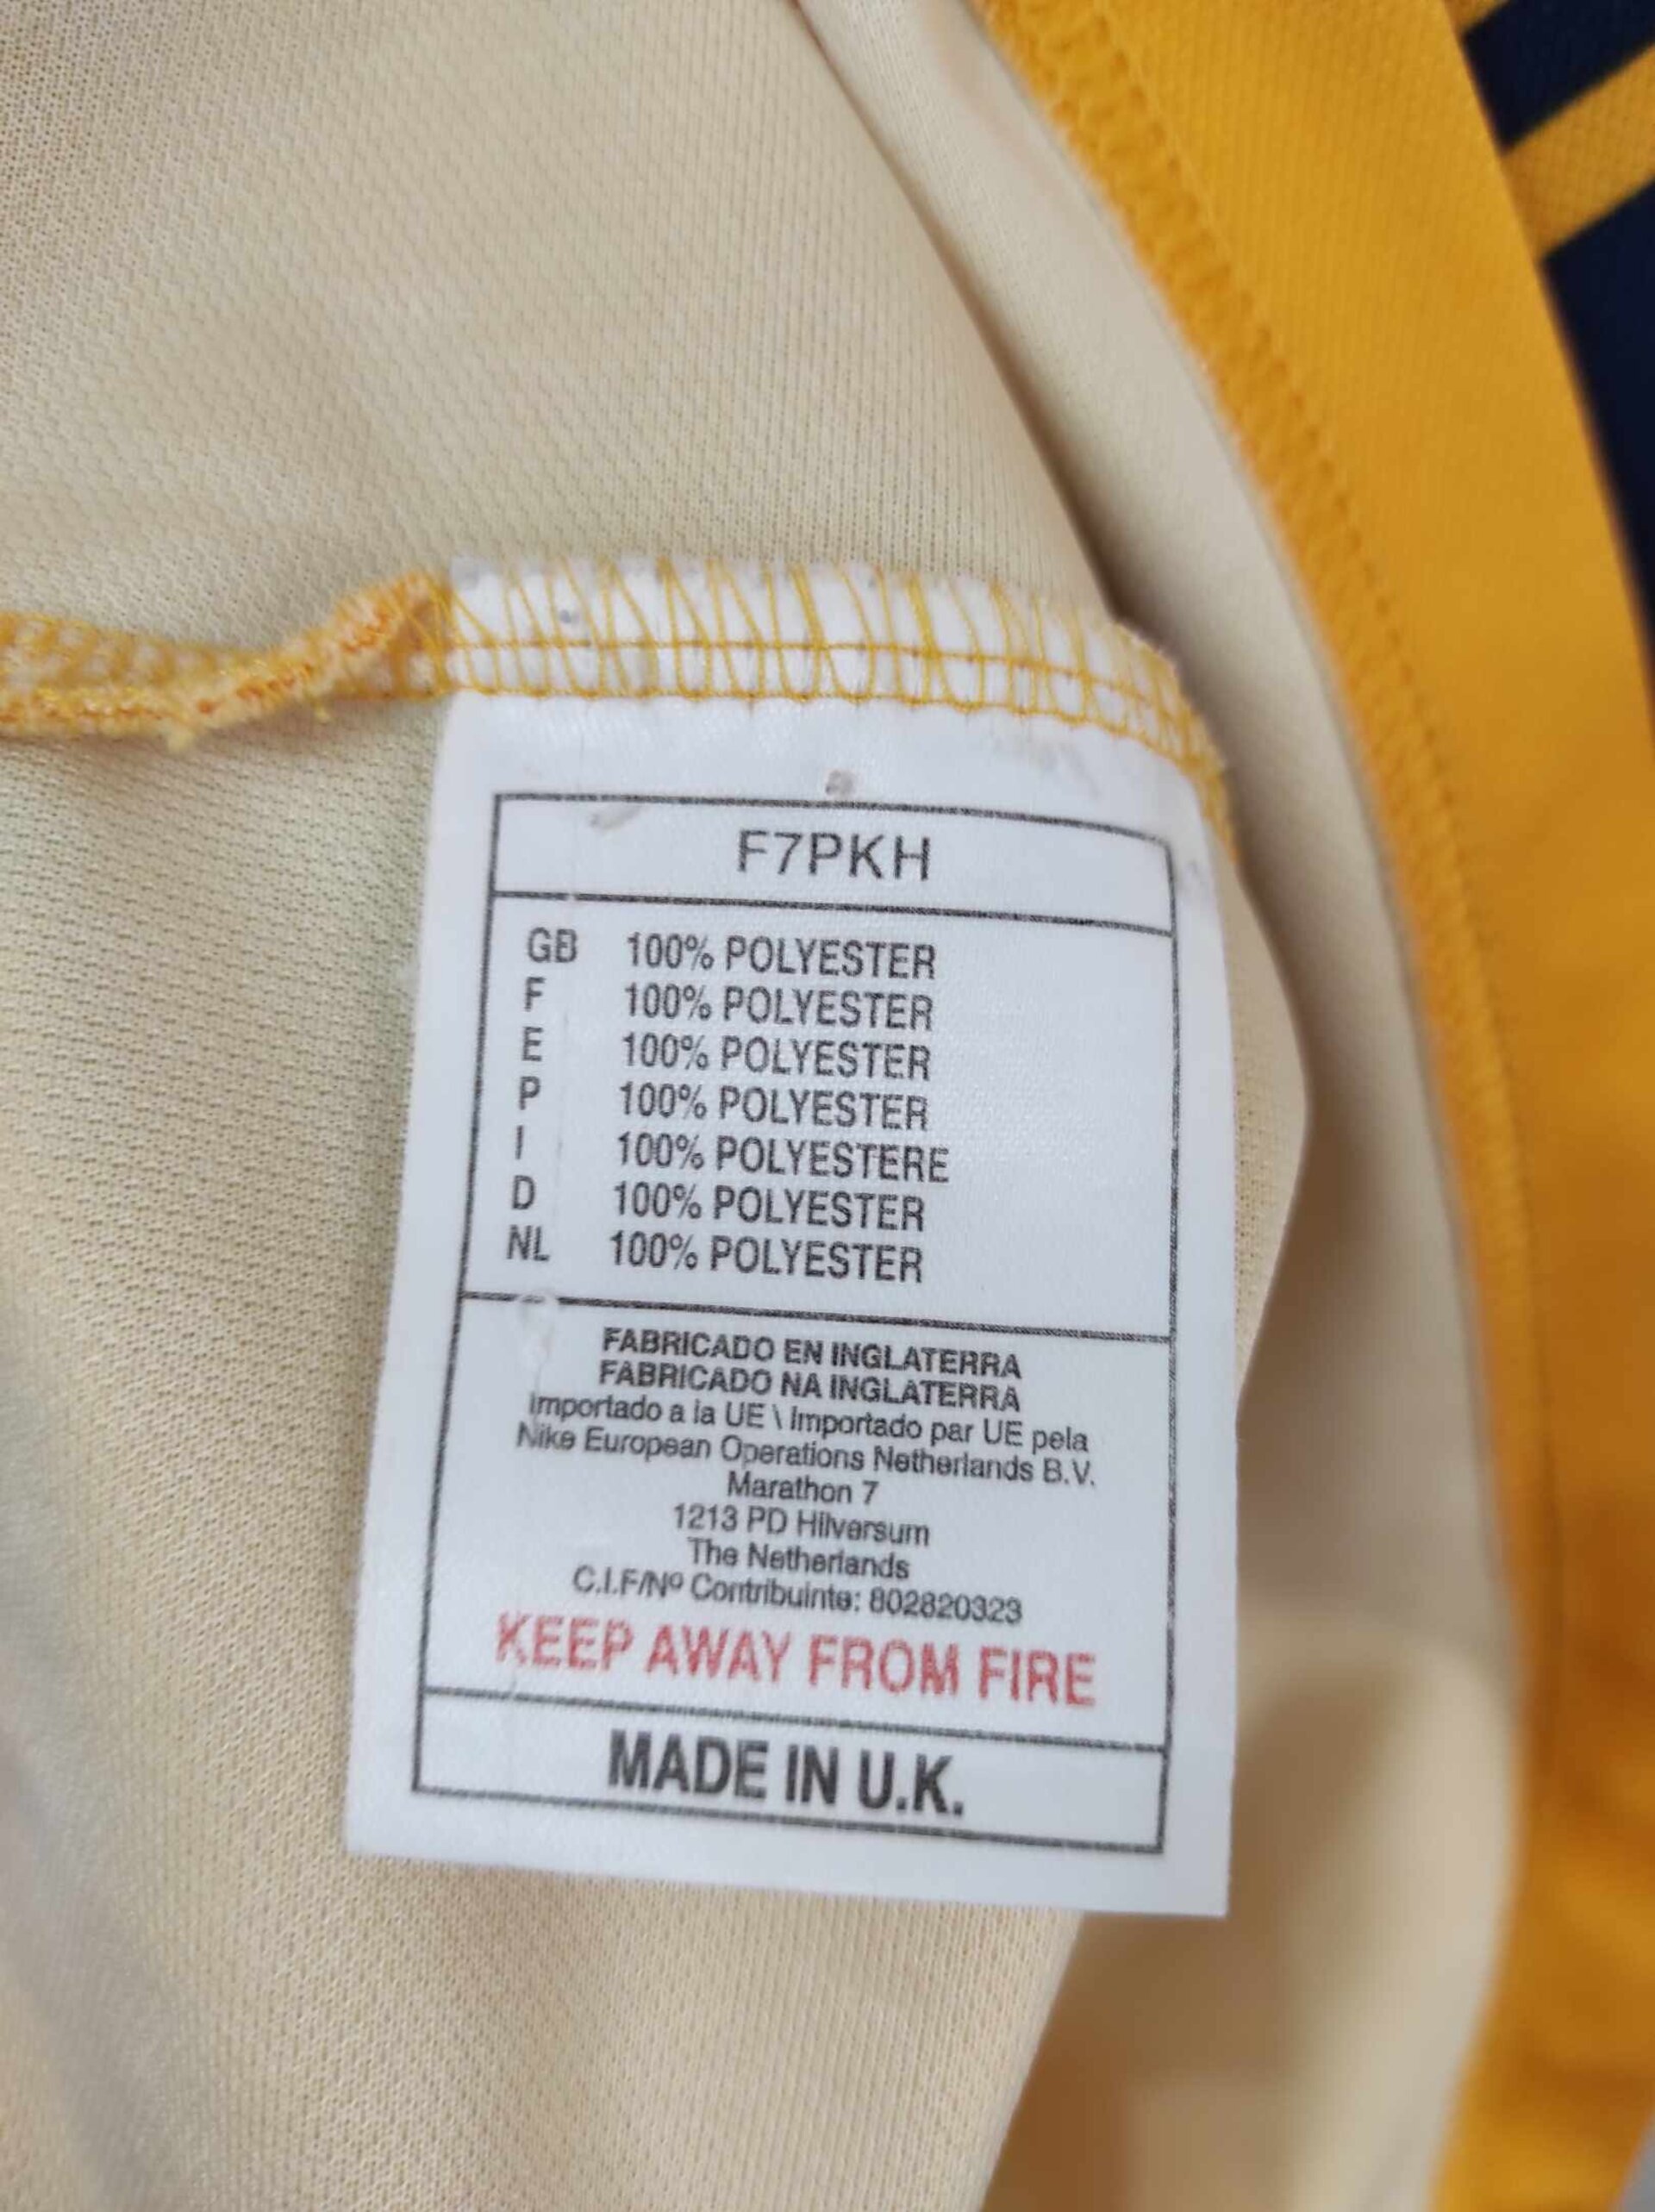 F7PKH
GB 100% POLYESTER
F 100% POLYESTER
E 100% POLYESTER
P 100% POLYESTER
I 100% POLYESTERE
D 100% POLYESTER
NL 100% POLYESTER
FABRICADO EN INGLATERRA
FABRICADO NA INGLATERRA
Importado a la UE \ Importado par UE pela
Nike European Operations Netherlands B.V.
Marathon 7
1213 PD Hilversum
The Netherlands
C.I.F/Nº Contribuinte: 802820323
KEEP AWAY FROM FIRE
MADE IN U.K.